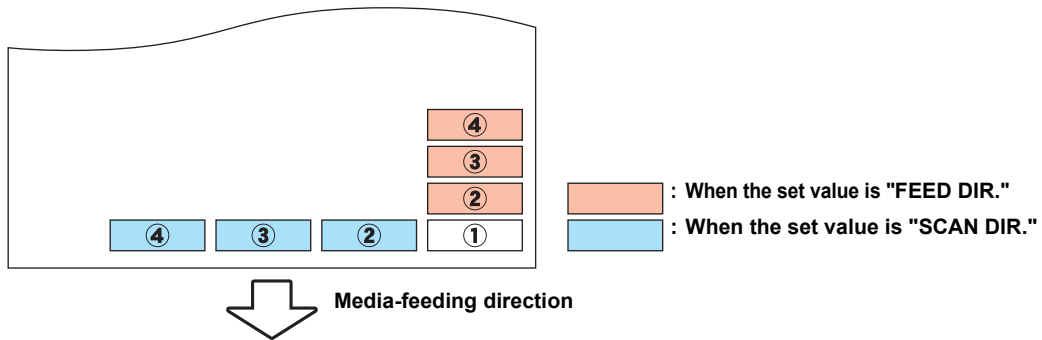 ④
③
②
④ ③ ② ①
: When the set value is "FEED DIR."
: When the set value is "SCAN DIR."
Media-feeding direction